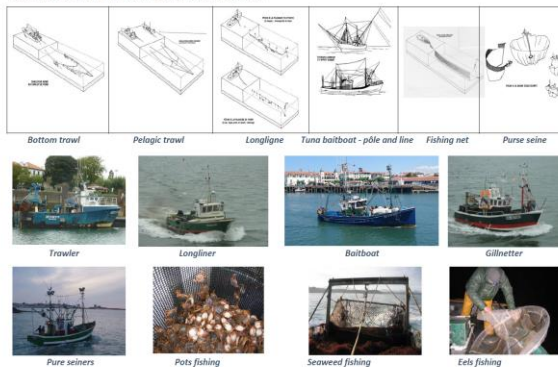 Bottom trawl
Pelagic trawl
Longligne
Tuna baitboat - pôle and line
Fishing net
Purse seine
Trawler
Longliner
Baitboat
Gillnetter
Pure seiners
Pots fishing
Seaweed fishing
Eels fishing